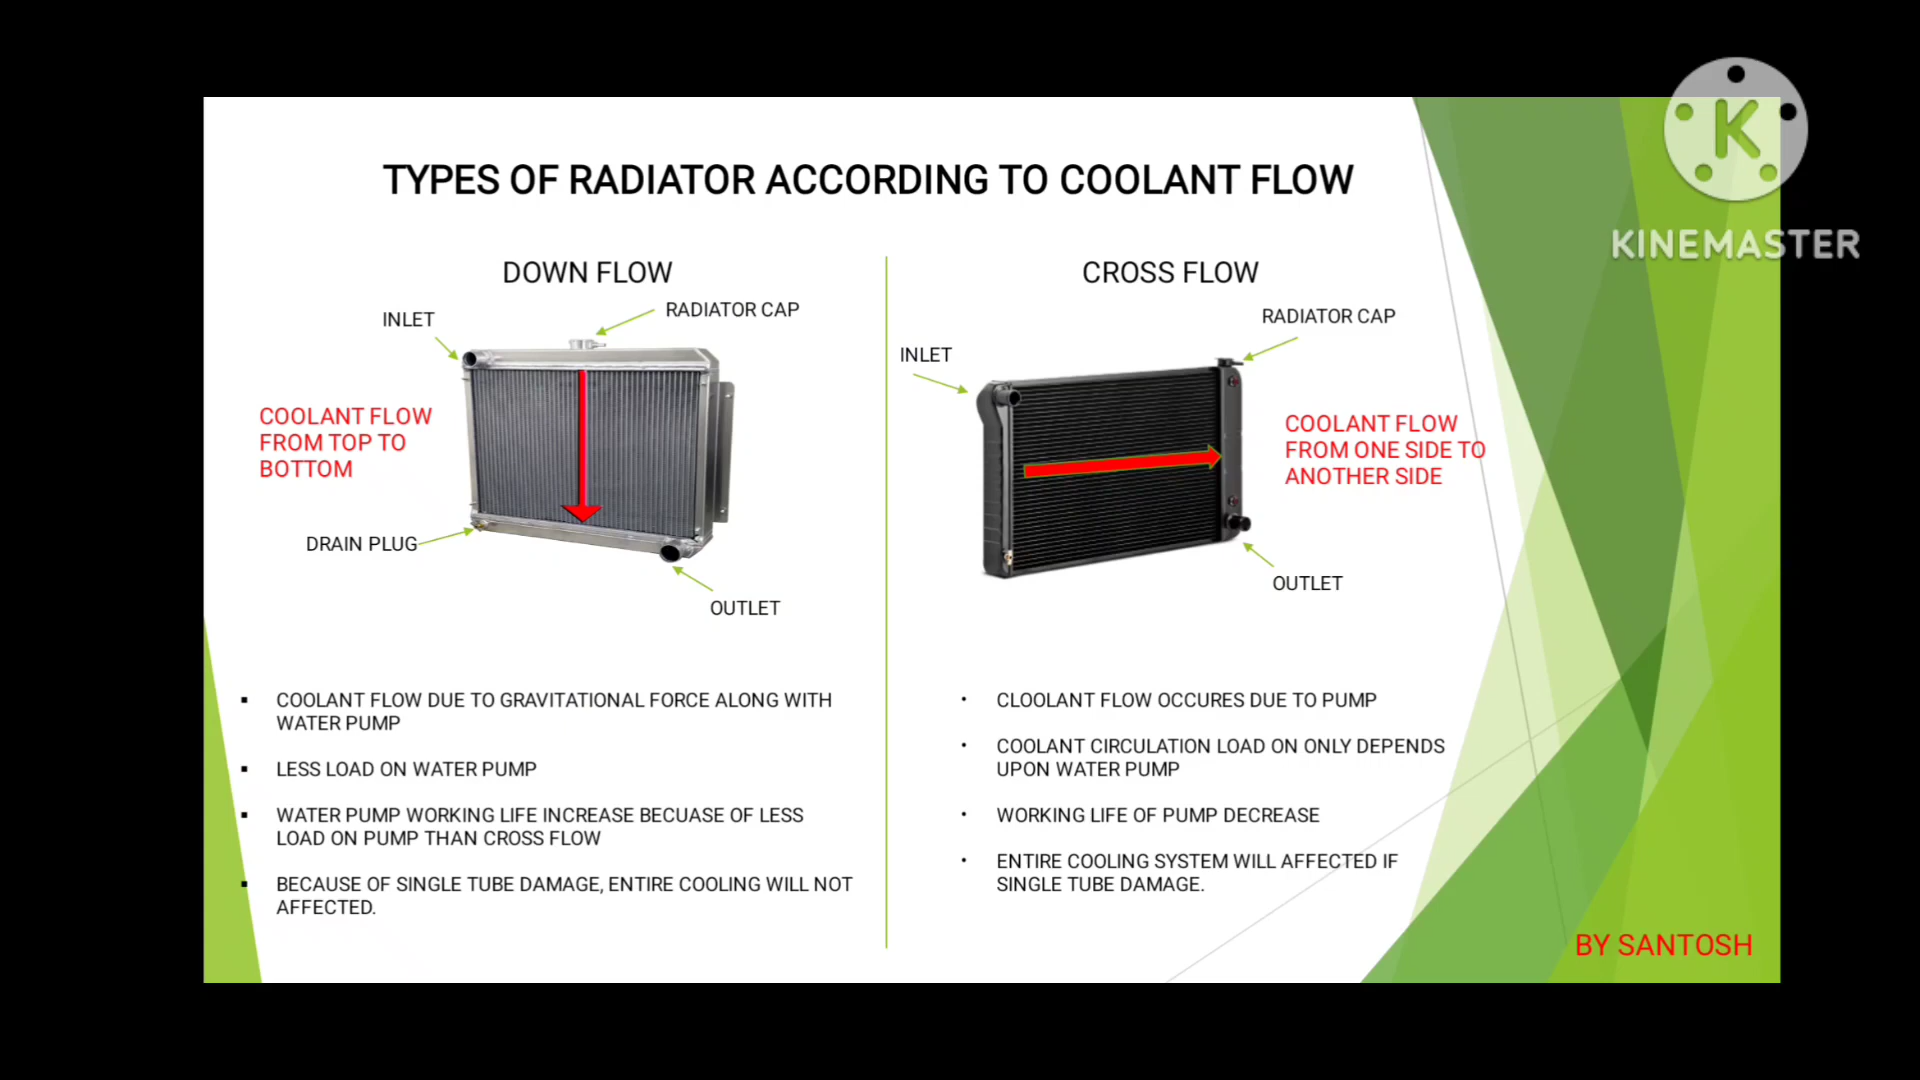 TYPES OF RADIATOR ACCORDING TO COOLANT FLOW
DOWN FLOW
INLET
RADIATOR CAP
COOLANT FLOW
FROM TOP TO
BOTTOM
DRAIN PLUG
OUTLET
▪ COOLANT FLOW DUE TO GRAVITATIONAL FORCE ALONG WITH
WATER PUMP
▪ LESS LOAD ON WATER PUMP
▪ WATER PUMP WORKING LIFE INCREASE BECUASE OF LESS
LOAD ON PUMP THAN CROSS FLOW
▪ BECAUSE OF SINGLE TUBE DAMAGE, ENTIRE COOLING WILL NOT
AFFECTED.
CROSS FLOW
RADIATOR CAP
INLET
COOLANT FLOW
FROM ONE SIDE TO
ANOTHER SIDE
OUTLET
• CLOOLANT FLOW OCCURES DUE TO PUMP
• COOLANT CIRCULATION LOAD ON ONLY DEPENDS
UPON WATER PUMP
• WORKING LIFE OF PUMP DECREASE
• ENTIRE COOLING SYSTEM WILL AFFECTED IF
SINGLE TUBE DAMAGE.
BY SANTOSH
K
KINEMASTER